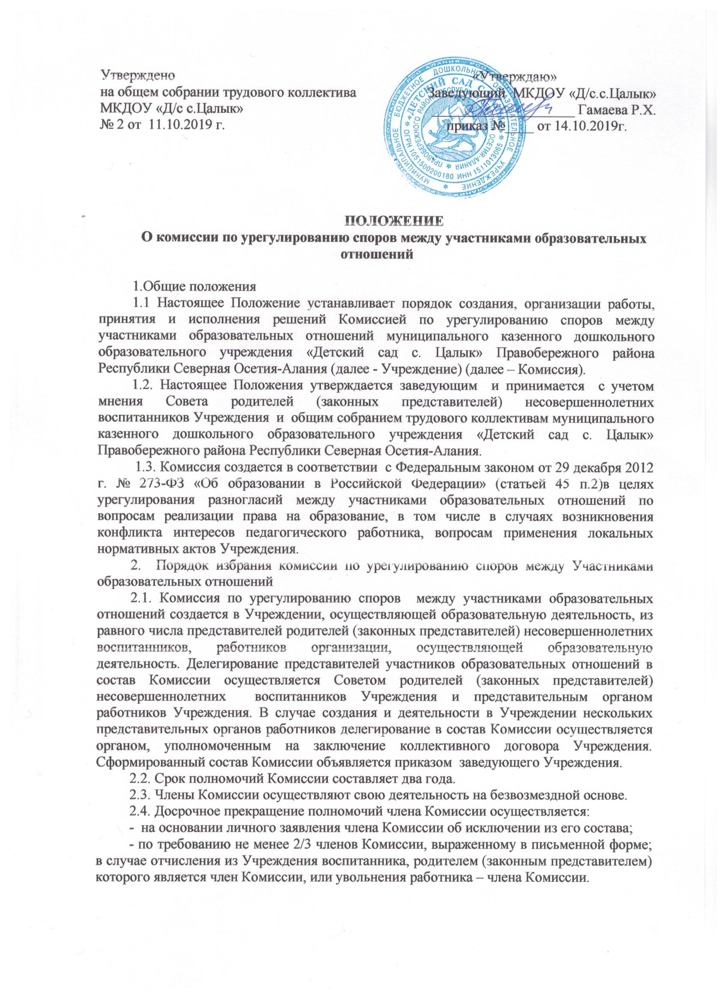 Утверждено
на общем собрании трудового коллектива
МКДОУ «Д/с с.Цалык»
№ 2 от 11.10.2019 г.
«Утверждаю»
Заведующий МКДОУ «Д/с.с.Цалык»
____________________ Гамаева Р.Х.
приказ №____ от 14.10.2019г.
МУНИЦИПАЛЬНОЕ БЮДЖЕТНОЕ ДОШКОЛЬНОЕ ОБРАЗОВАТЕЛЬНОЕ УЧРЕЖДЕНИЕ
«ДЕТСКИЙ САД С.
ОГРН 1051500200180 ИНН 1511013065
ПРАВОБЕРЕЖНОГО РАЙОНА РЕСПУБЛИКИ СЕВЕРНАЯ ОСЕТИЯ-АЛАНИЯ
ПОЛОЖЕНИЕ
О комиссии по урегулированию споров между участниками образовательных
отношений
1.Общие положения
1.1 Настоящее Положение устанавливает порядок создания, организации работы,
принятия и исполнения решений Комиссией по урегулированию споров между
участниками образовательных отношений муниципального казенного дошкольного
образовательного учреждения «Детский сад с. Цалык» Правобережного района
Республики Северная Осетия-Алания (далее - Учреждение) (далее – Комиссия).
1.2. Настоящее Положения утверждается заведующим и принимается с учетом
мнения Совета родителей (законных представителей) несовершеннолетних
воспитанников Учреждения и общим собранием трудового коллективам муниципального
казенного дошкольного образовательного учреждения «Детский сад с. Цалык»
Правобережного района Республики Северная Осетия-Алания.
1.3. Комиссия создается в соответствии с Федеральным законом от 29 декабря 2012
г. № 273-ФЗ «Об образовании в Российской Федерации» (статьей 45 п.2)в целях
урегулирования разногласий между участниками образовательных отношений по
вопросам реализации права на образование, в том числе в случаях возникновения
конфликта интересов педагогического работника, вопросам применения локальных
нормативных актов Учреждения.
2. Порядок избрания комиссии по урегулированию споров между Участниками
образовательных отношений
2.1. Комиссия по урегулированию споров между участниками образовательных
отношений создается в Учреждении, осуществляющей образовательную деятельность, из
равного числа представителей родителей (законных представителей) несовершеннолетних
воспитанников, работников организации, осуществляющей образовательную
деятельность. Делегирование представителей участников образовательных отношений в
состав Комиссии осуществляется Советом родителей (законных представителей)
несовершеннолетних воспитанников Учреждения и представительным органом
работников Учреждения. В случае создания и деятельности в Учреждении нескольких
представительных органов работников делегирование в состав Комиссии осуществляется
органом, уполномоченным на заключение коллективного договора Учреждения.
Сформированный состав Комиссии объявляется приказом заведующего Учреждения.
2.2. Срок полномочий Комиссии составляет два года.
2.3. Члены Комиссии осуществляют свою деятельность на безвозмездной основе.
2.4. Досрочное прекращение полномочий члена Комиссии осуществляется:
- на основании личного заявления члена Комиссии об исключении из его состава;
- по требованию не менее 2/3 членов Комиссии, выраженному в письменной форме;
в случае отчисления из Учреждения воспитанника, родителем (законным представителем)
которого является член Комиссии, или увольнения работника – члена Комиссии.